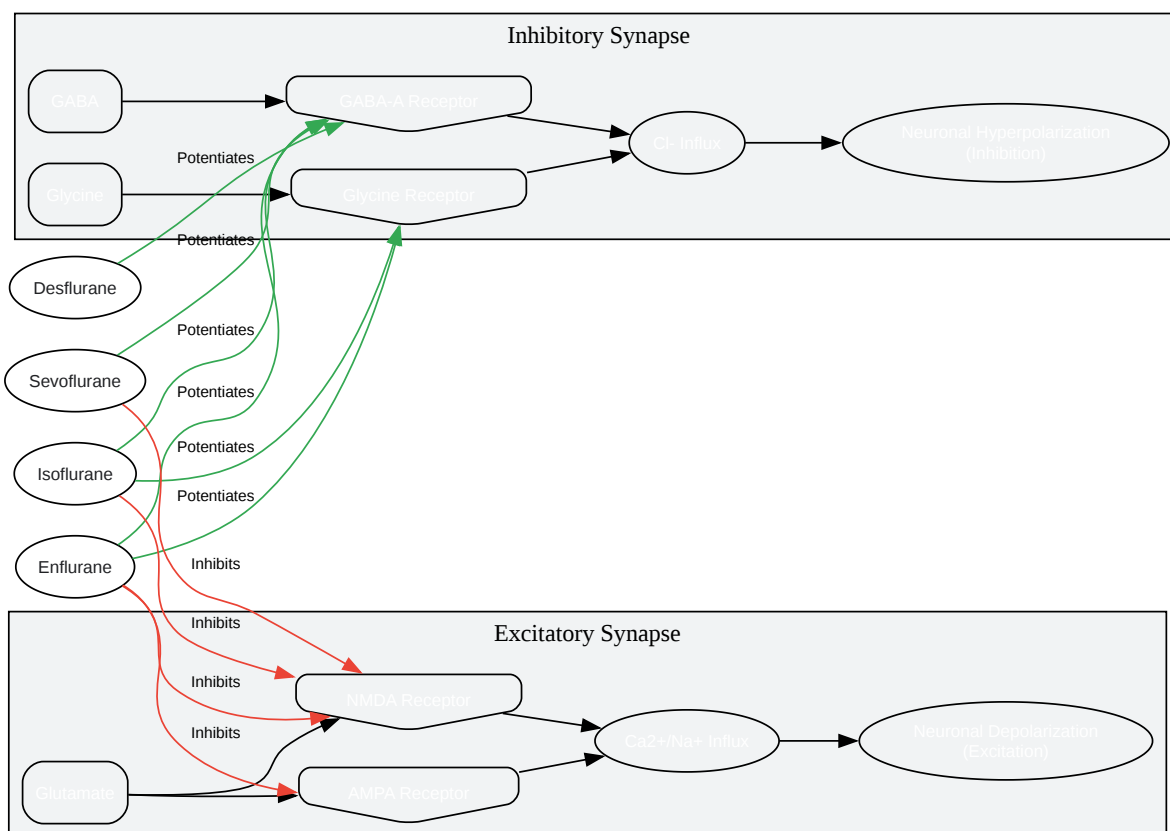 Inhibitory Synapse
GABA
GABA-A Receptor
Cl- Influx
Neuronal Hyperpolarization
(Inhibition)
Potentiates
Glycine
Glycine Receptor
Potentiates
Desflurane
Potentiates
Sevoflurane
Potentiates
Potentiates
Isoflurane
Potentiates
Enflurane
Inhibits
Inhibits
Excitatory Synapse
Inhibits
NMDA Receptor
Inhibits
Ca2+/Na+ Influx
Neuronal Depolarization
(Excitation)
Glutamate
AMPA Receptor